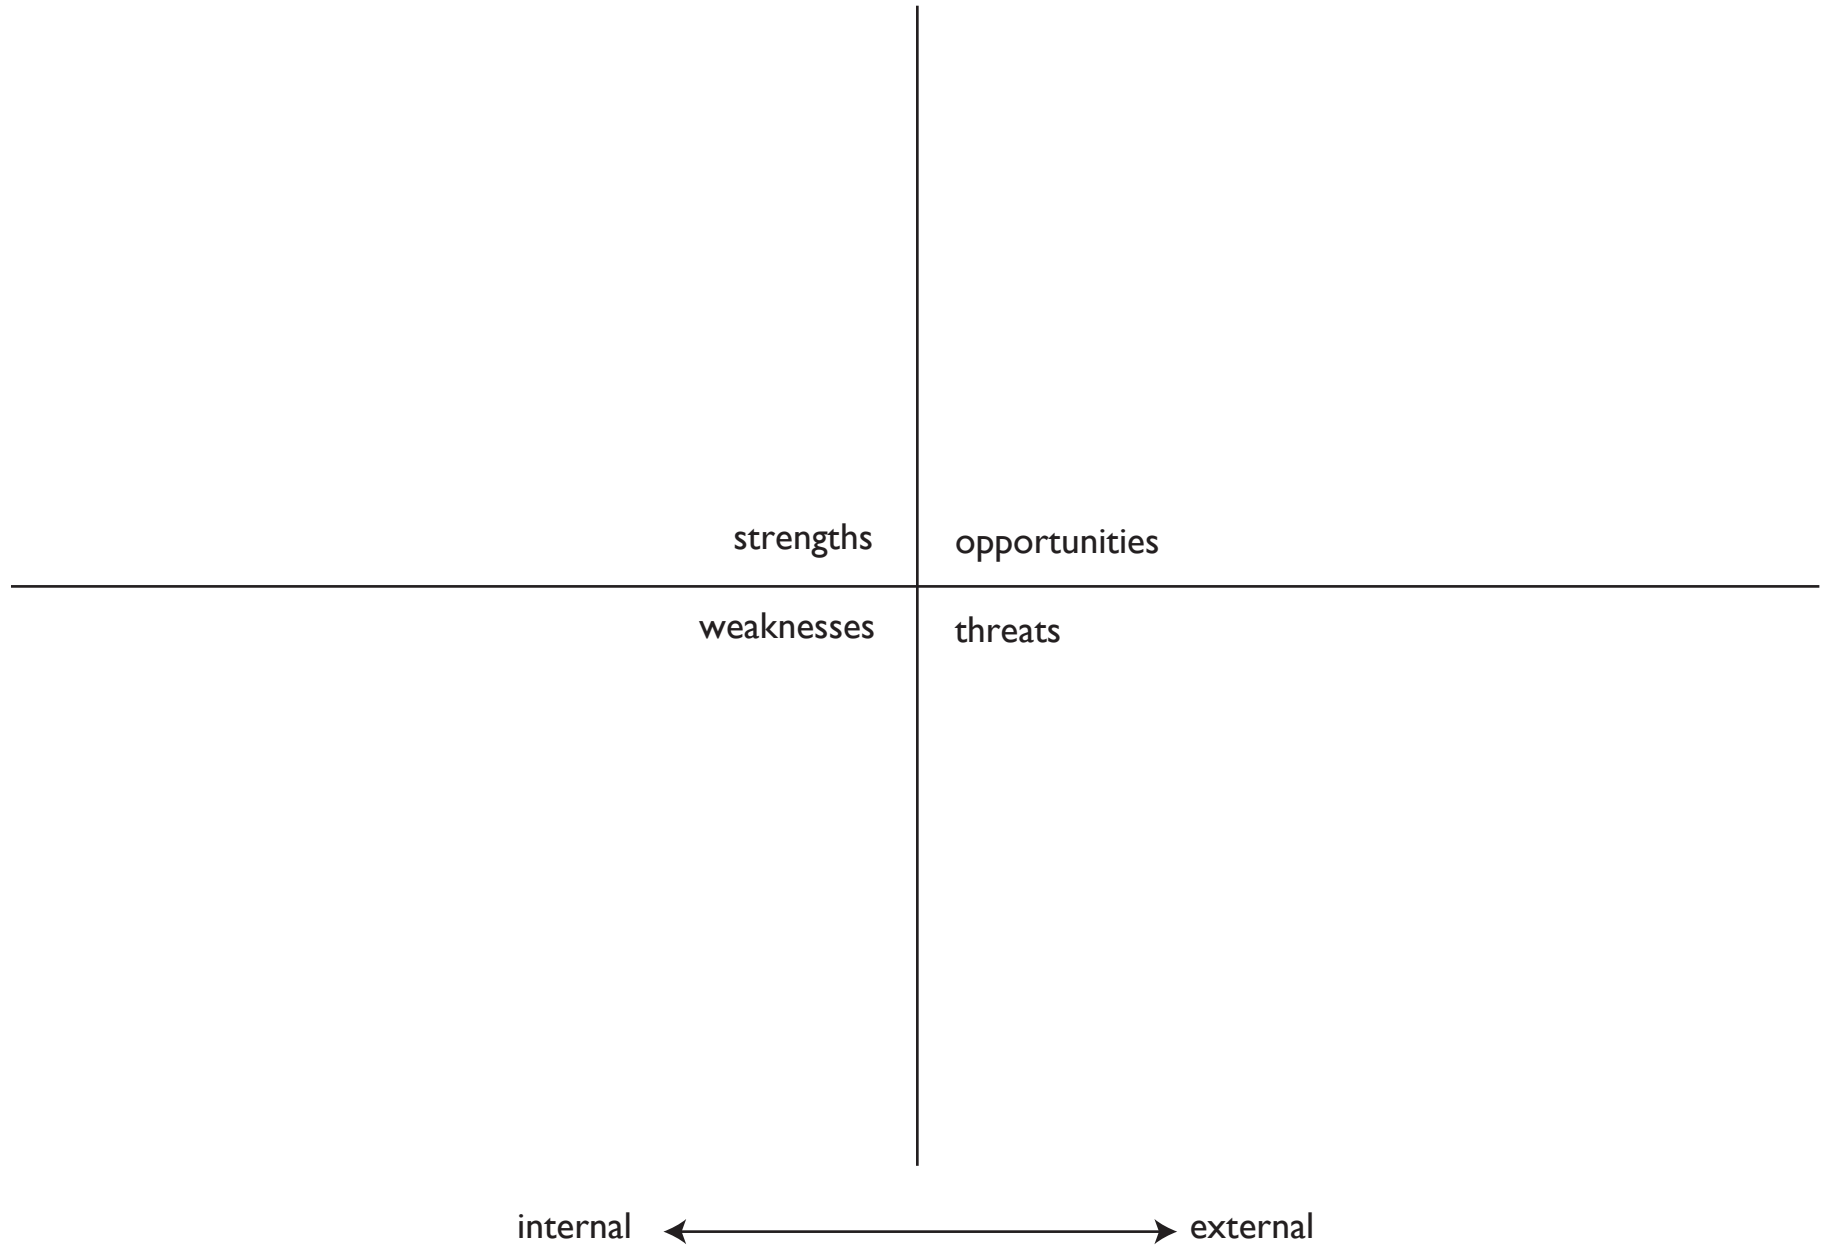 strengths
opportunities
weaknesses
threats
internal
external